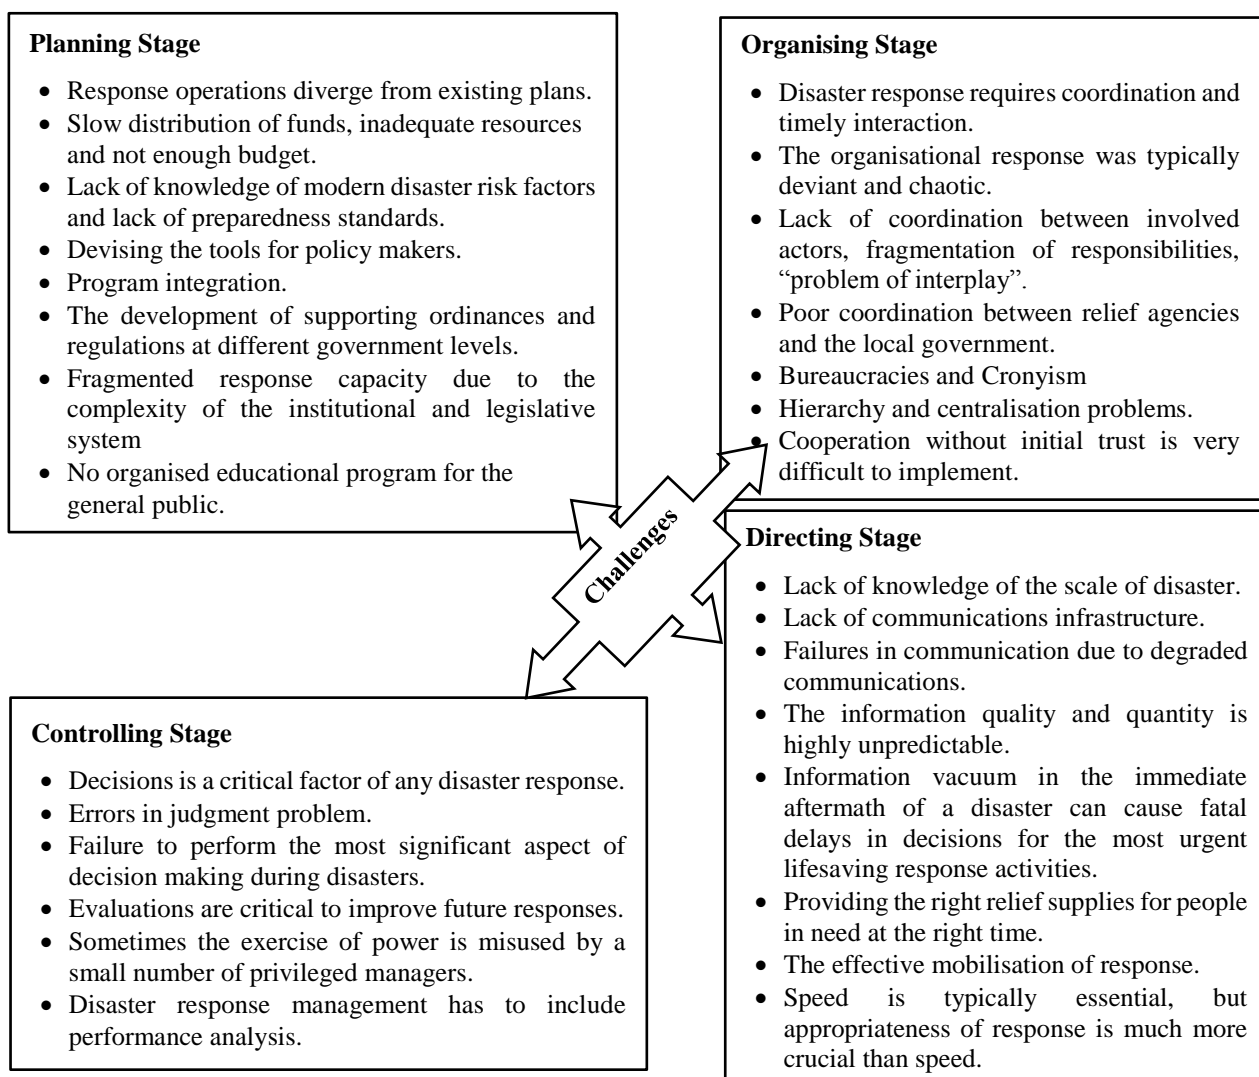 Planning Stage
• Response operations diverge from existing plans.
• Slow distribution of funds, inadequate resources
and not enough budget.
• Lack of knowledge of modern disaster risk factors
and lack of preparedness standards.
• Devising the tools for policy makers.
• Program integration.
• The development of supporting ordinances and
regulations at different government levels.
• Fragmented response capacity due to the
complexity of the institutional and legislative
system
• No organised educational program for the
general public.
Organising Stage
• Disaster response requires coordination and
timely interaction.
• The organisational response was typically
deviant and chaotic.
• Lack of coordination between involved
actors, fragmentation of responsibilities,
“problem of interplay”.
• Poor coordination between relief agencies
and the local government.
• Bureaucracies and Cronyism
• Hierarchy and centralisation problems.
• Cooperation without initial trust is very
difficult to implement.
Challenges
Controlling Stage
• Decisions is a critical factor of any disaster response.
• Errors in judgment problem.
• Failure to perform the most significant aspect of
decision making during disasters.
• Evaluations are critical to improve future responses.
• Sometimes the exercise of power is misused by a
small number of privileged managers.
• Disaster response management has to include
performance analysis.
Directing Stage
• Lack of knowledge of the scale of disaster.
• Lack of communications infrastructure.
• Failures in communication due to degraded
communications.
• The information quality and quantity is
highly unpredictable.
• Information vacuum in the immediate
aftermath of a disaster can cause fatal
delays in decisions for the most urgent
lifesaving response activities.
• Providing the right relief supplies for people
in need at the right time.
• The effective mobilisation of response.
• Speed is typically essential, but
appropriateness of response is much more
crucial than speed.